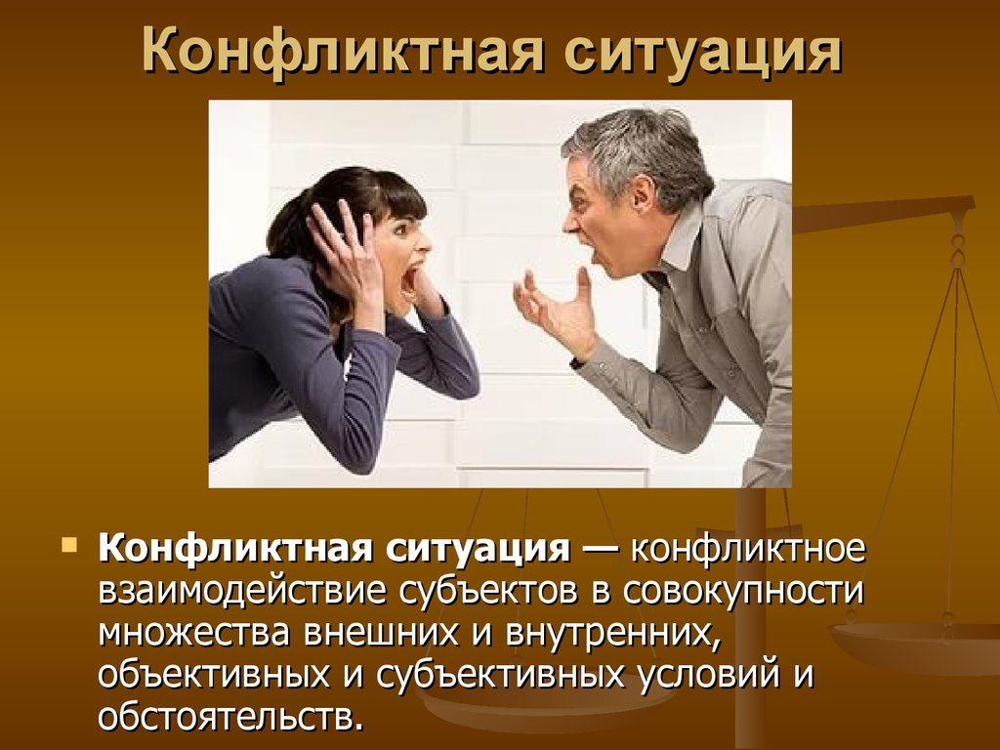 Конфликтная ситуация
Конфликтная ситуация — конфликтное
взаимодействие субъектов в совокупности
множества внешних и внутренних,
объективных и субъективных условий и
обстоятельств.